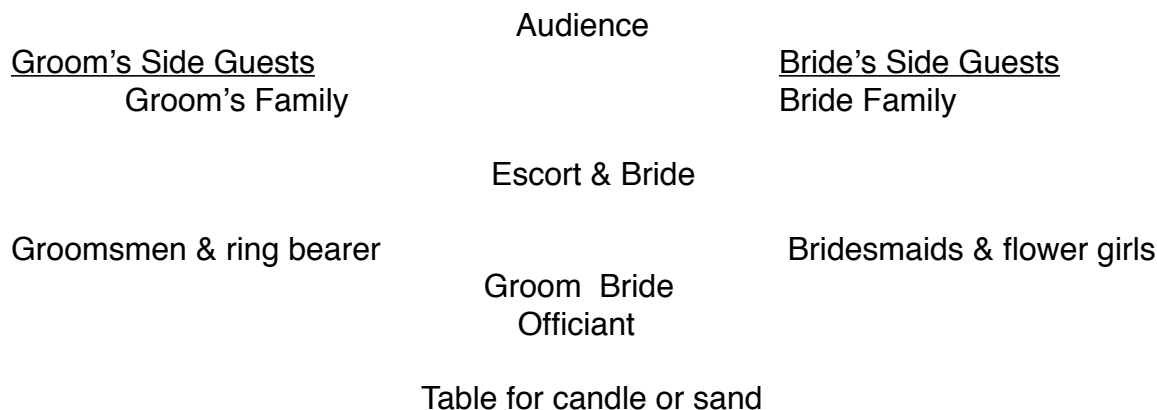 Audience
Groom’s Side Guests Bride’s Side Guests
Groom’s Family Bride Family
Escort & Bride
Groomsmen & ring bearer Bridesmaids & flower girls
Groom Bride
Officiant
Table for candle or sand